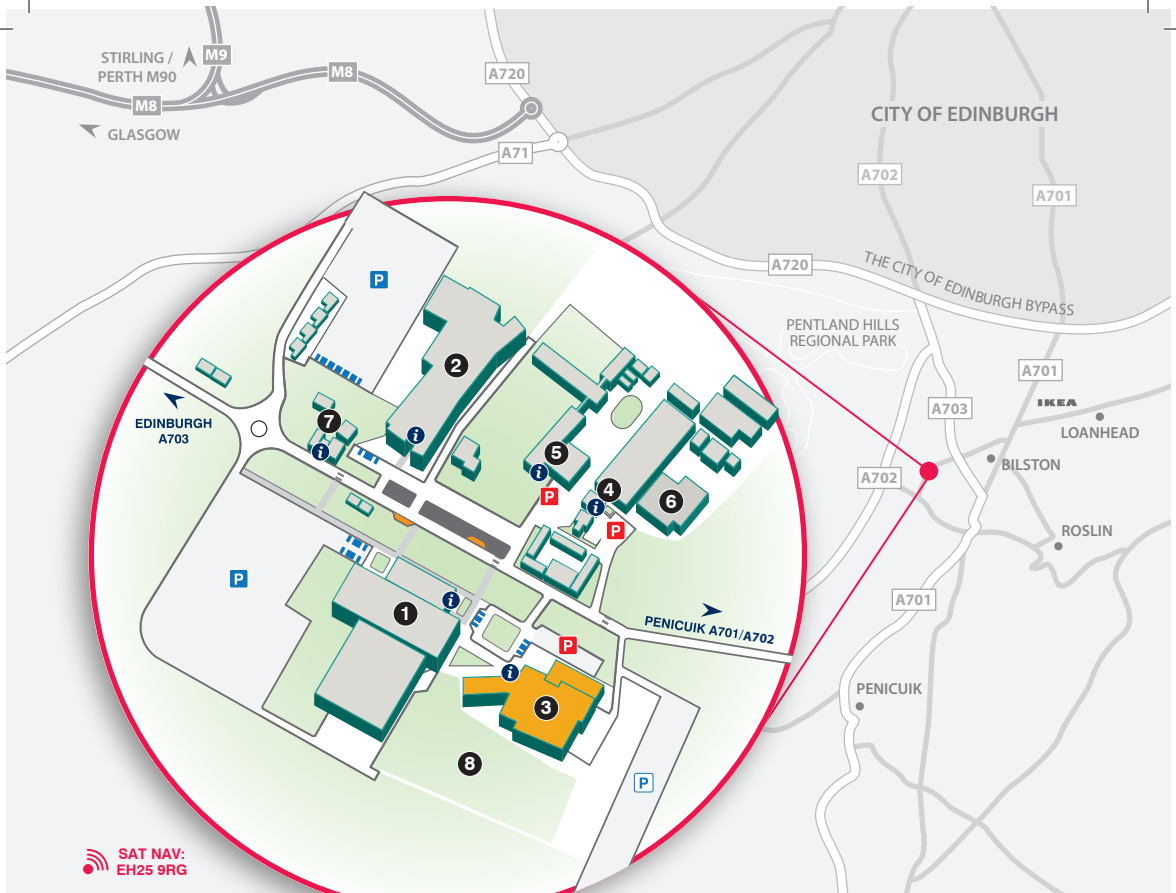 STIRLING /
PERTH M90
M9
M8
M8
GLASGOW
A720
A71
CITY OF EDINBURGH
A702
A701
A720
THE CITY OF EDINBURGH BYPASS
PENTLAND HILLS
REGIONAL PARK
A701
IKEA
A703
LOANHEAD
BILSTON
A702
ROSLIN
A701
PENICUIK
P
2
EDINBURGH
A703
7
i
i
5
i
P
4
i
6
P
P
1
i
PENICUIK A701/A702
P
i
3
8
P
SAT NAV:
EH25 9RG